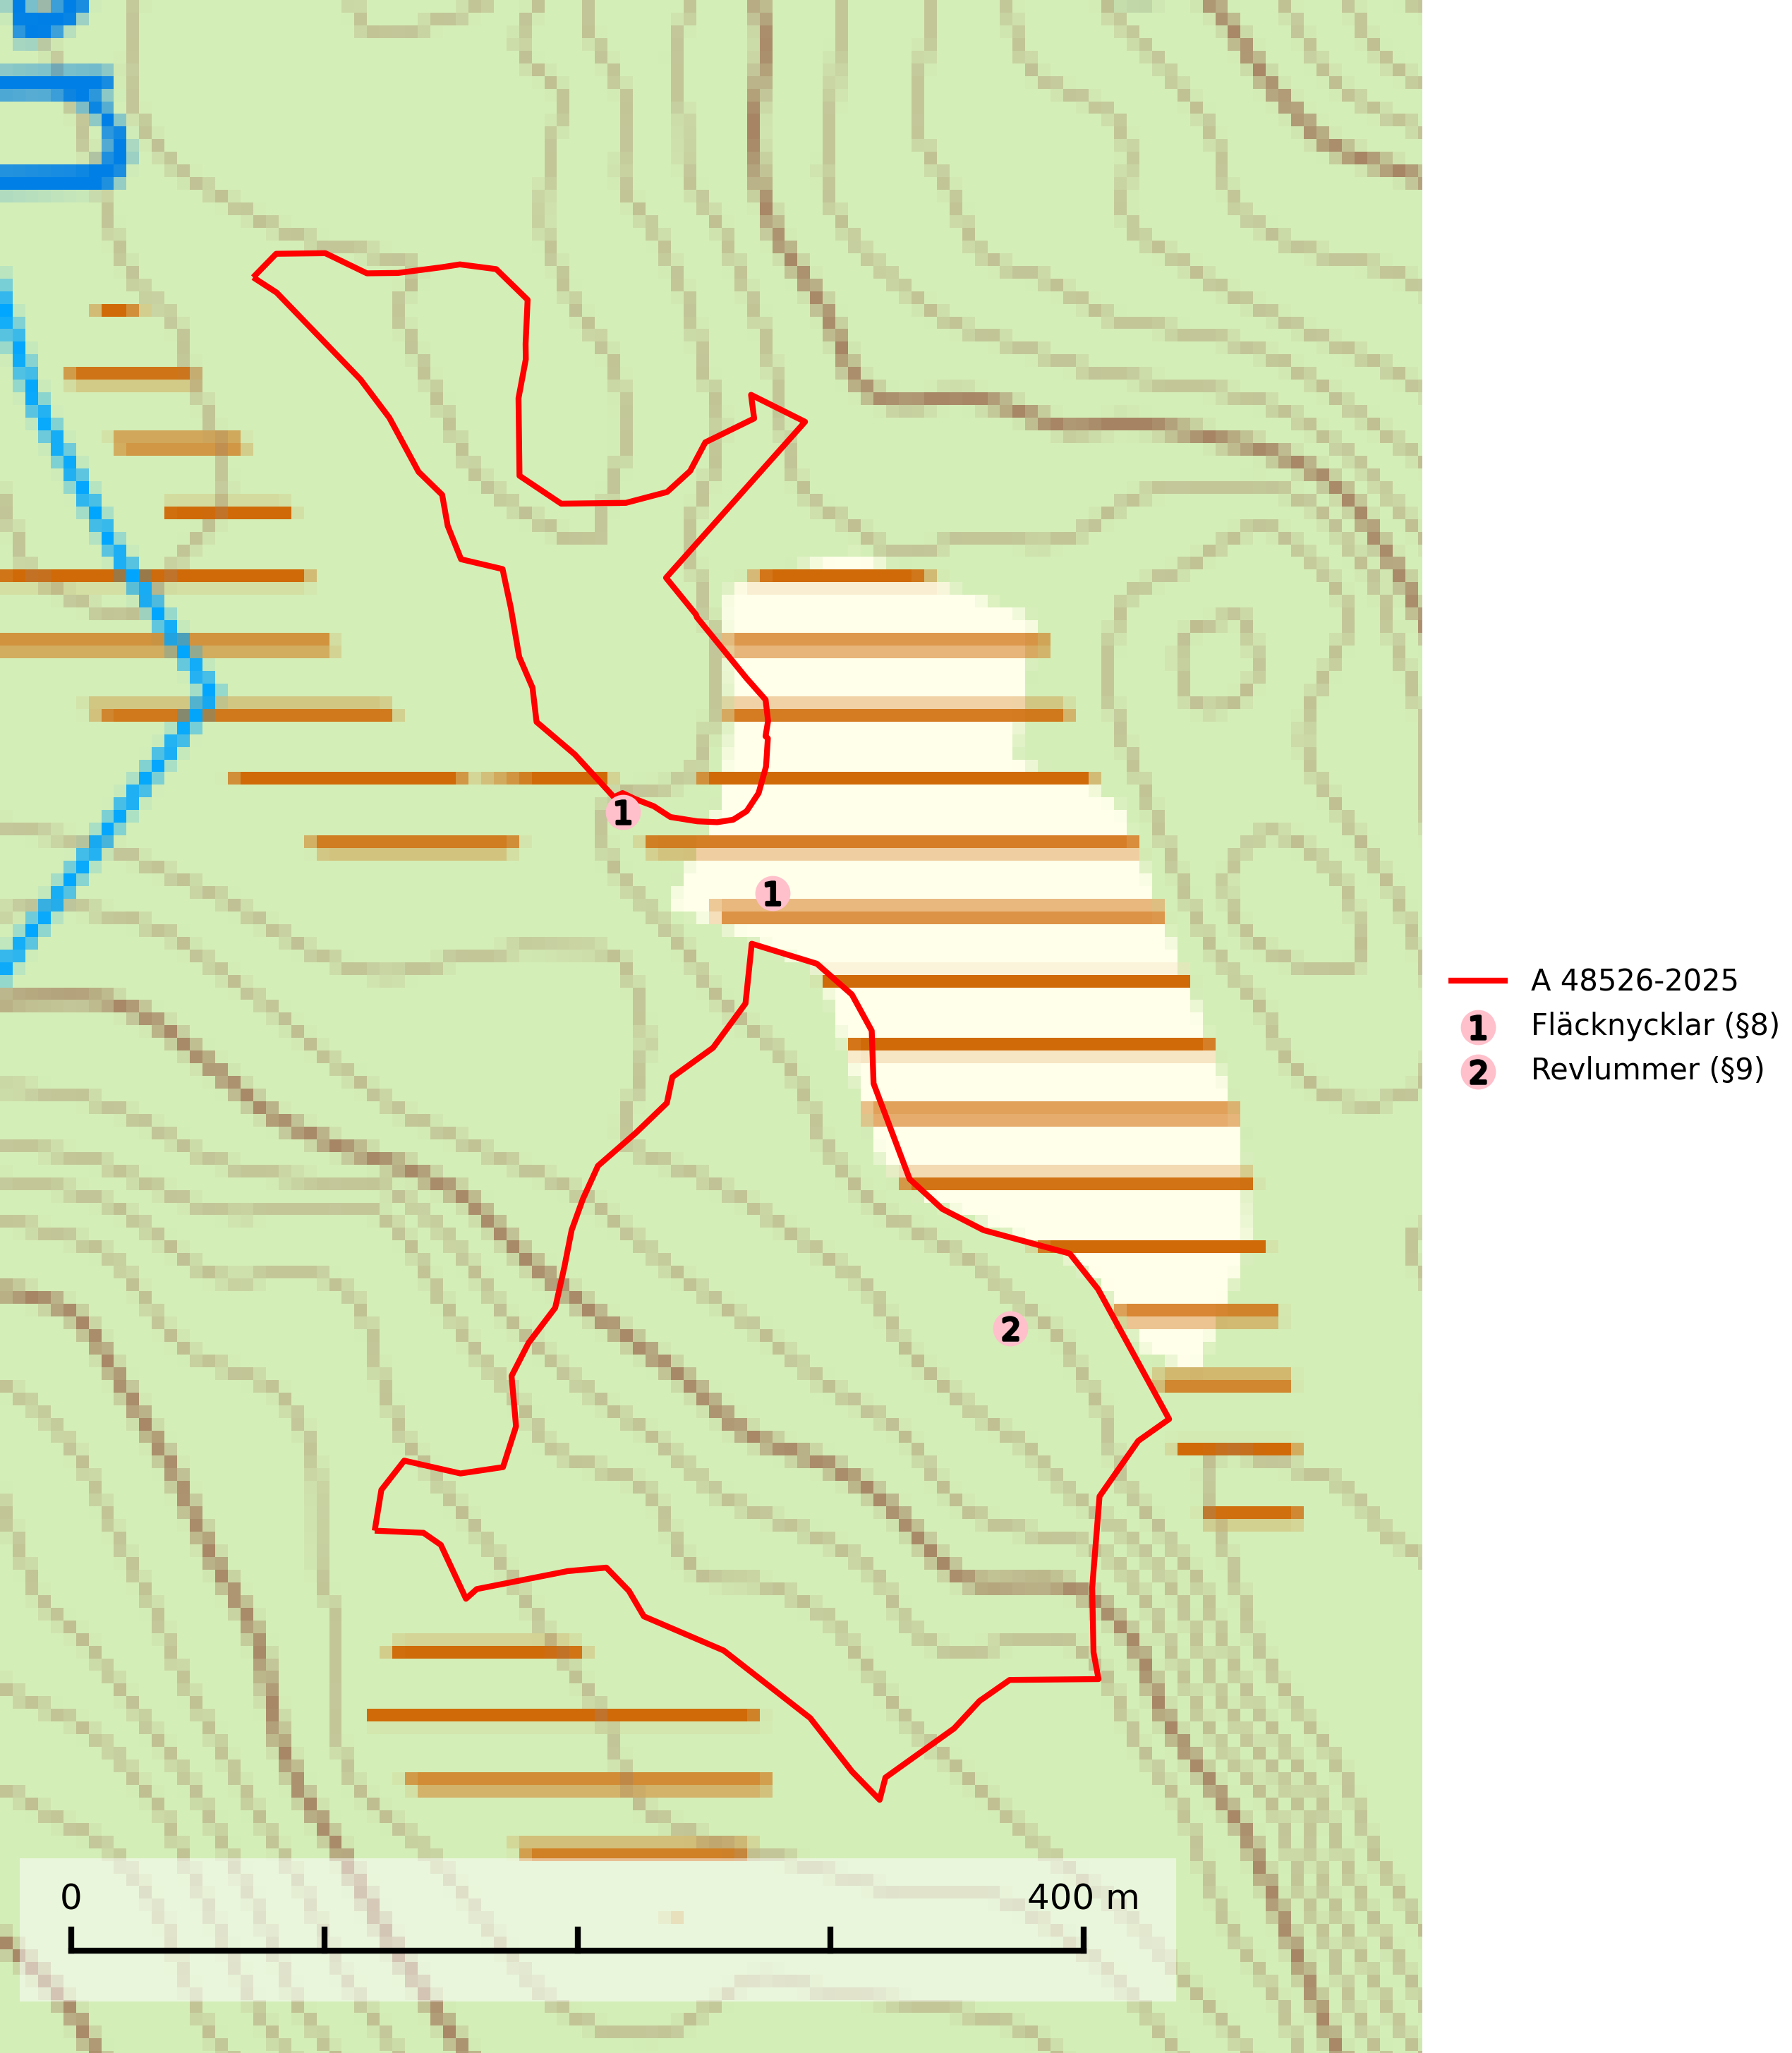 1
1
2
A 48526-2025
1 Fläcknycklar (§8)
2 Revlummer (§9)
0 400 m